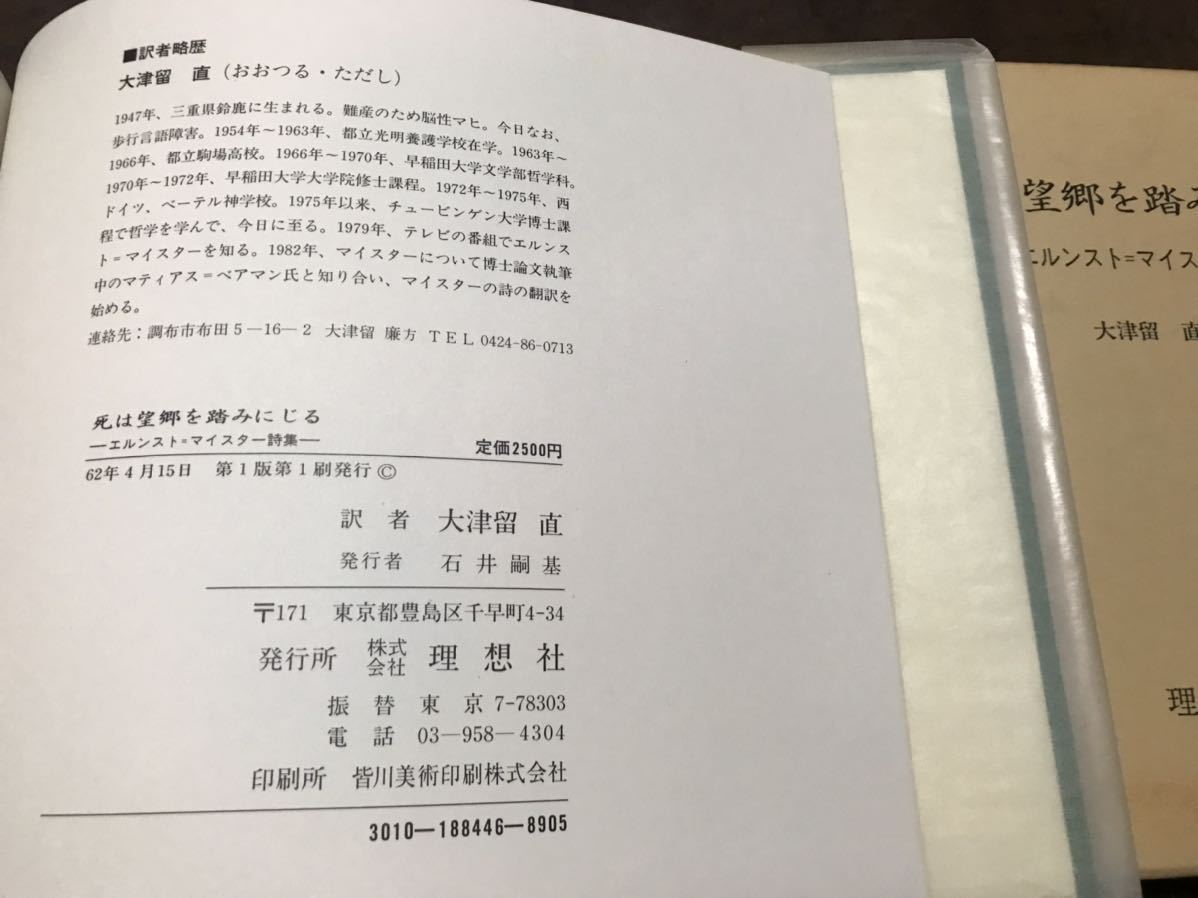 ■訳者略歴
大津留 直（おおつる・ただし）
1947年、三重県鈴鹿に生まれる。難産のため脳性マヒ。今日なお、
歩行言語障害。1954年～1963年、都立光明養護学校在学。1963年～
1966年、都立駒場高校。1966年～1970年、早稲田大学文学部哲学科。
1970年～1972年、早稲田大学大学院修士課程。1972年～1975年、西
ドイツ、ベーテル神学校。1975年以来、チュービンゲン大学博士課
程で哲学を学んで、今日に至る。1979年、テレビの番組でエルンス
ト＝マイスターを知る。1982年、マイスターについて博士論文執筆
中のマティアス＝ベアマン氏と知り合い、マイスターの詩の翻訳を
始める。
連絡先：調布市布田5―16―2 大津留 廉方 TEL 0424-86-0713
死は望郷を踏みにじる
―エルンスト＝マイスター詩集―
定価2500円
62年4月15日 第1版第1刷発行©
訳者 大津留 直
発行者 石井嗣基
〒171 東京都豊島区千早町4-34
発行所 株式会社 理想社
振替東京7-78303
電話 03―958―4304
印刷所 皆川美術印刷株式会社
3010―188446―8905
望郷を踏み
エルンスト＝マイス
大津留 直
理